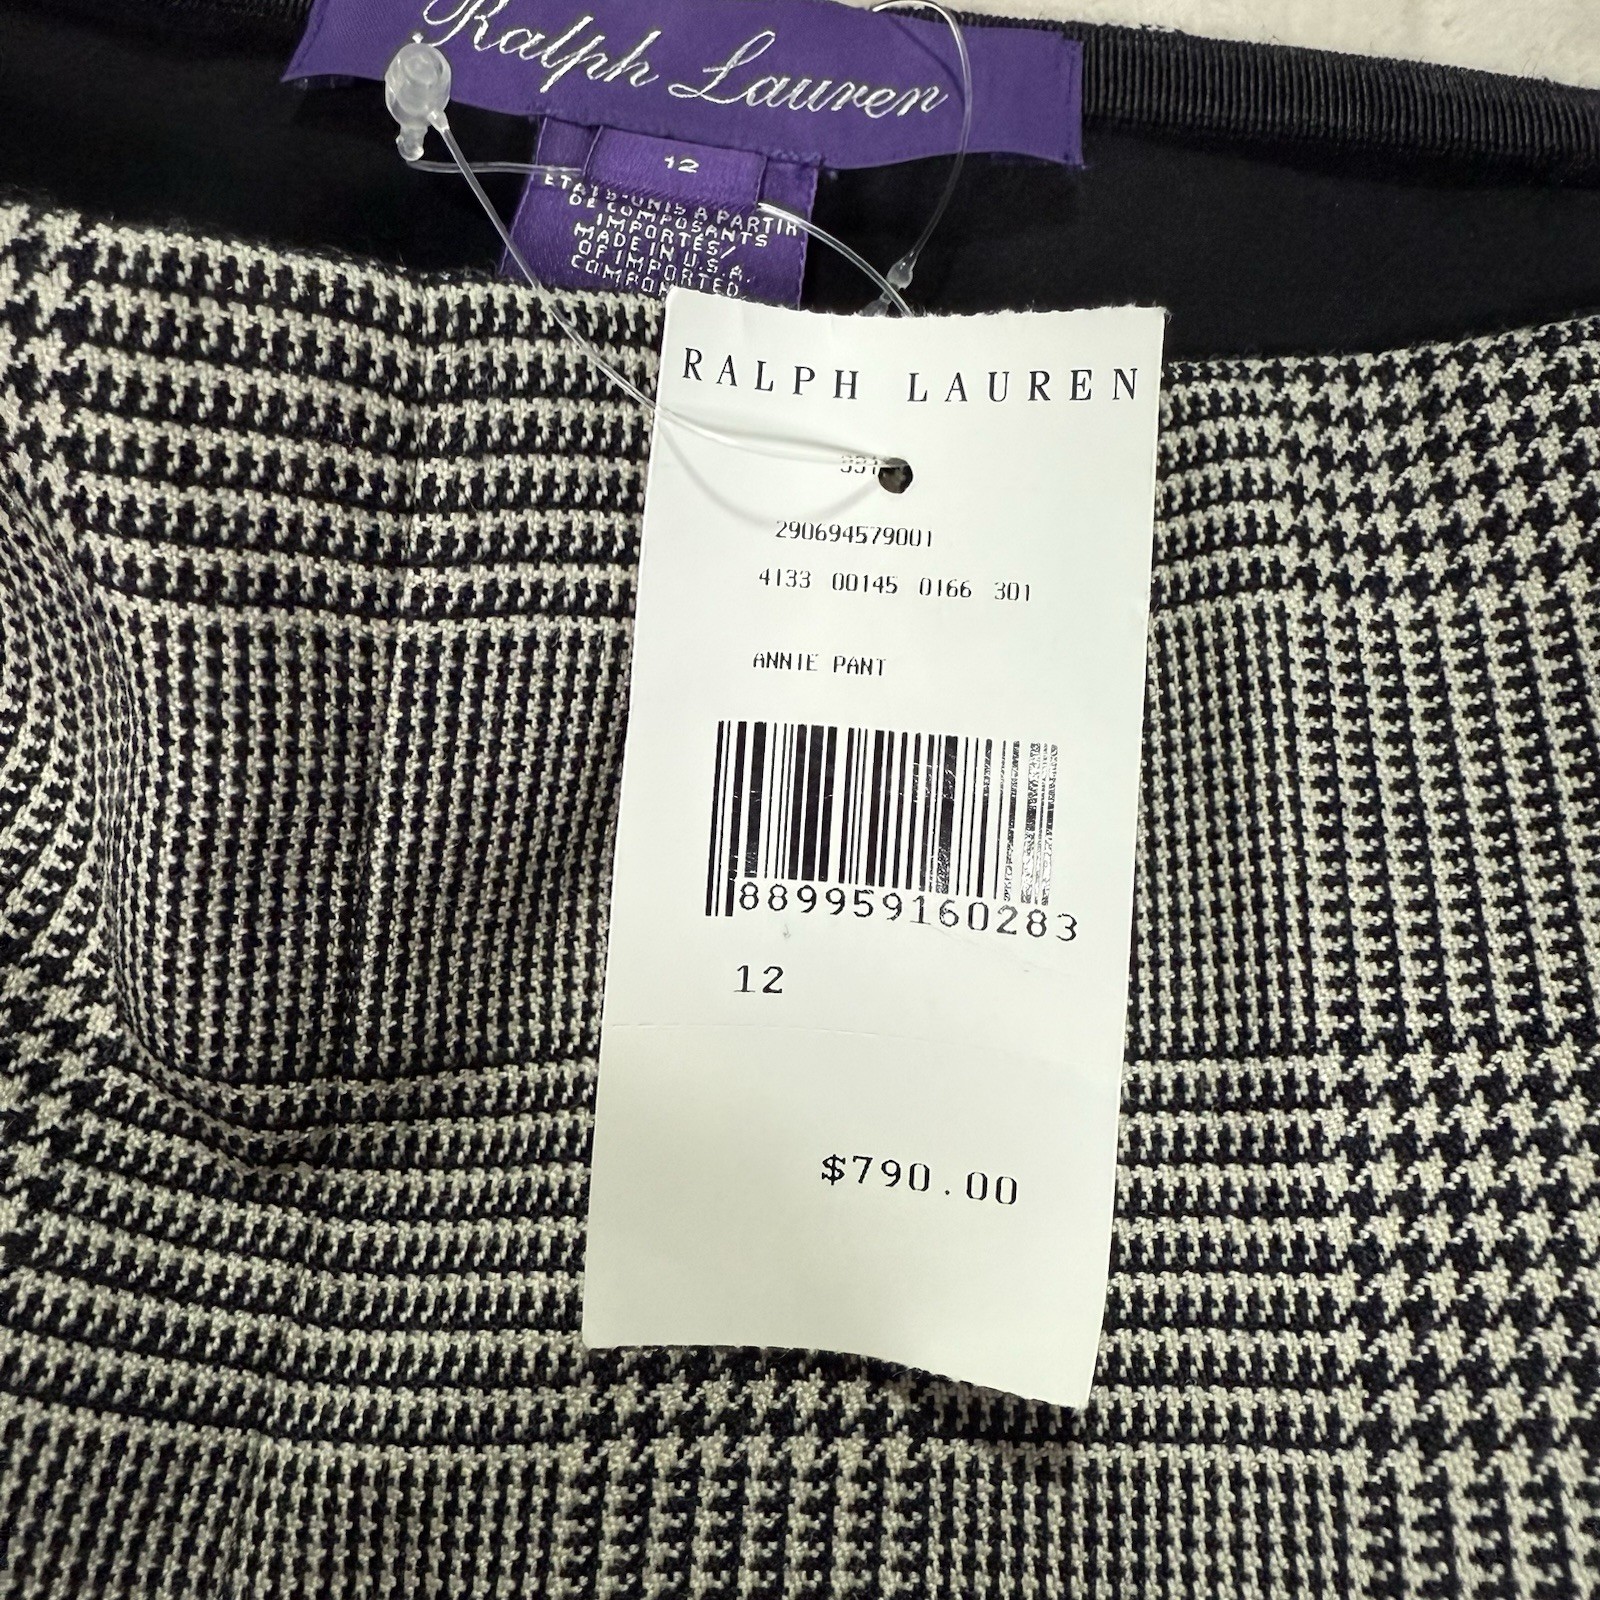 Ralph Lauren
12
ETATS-UNIS A PARTIR
DE COMPOSANTS
IMPORTÉS/
MADE IN U.S.A.
OF IMPORTED
RALPH LAUREN
290694579001
4133 00145 0166 301
ANNIE PANT
889959160283
12
$790.00